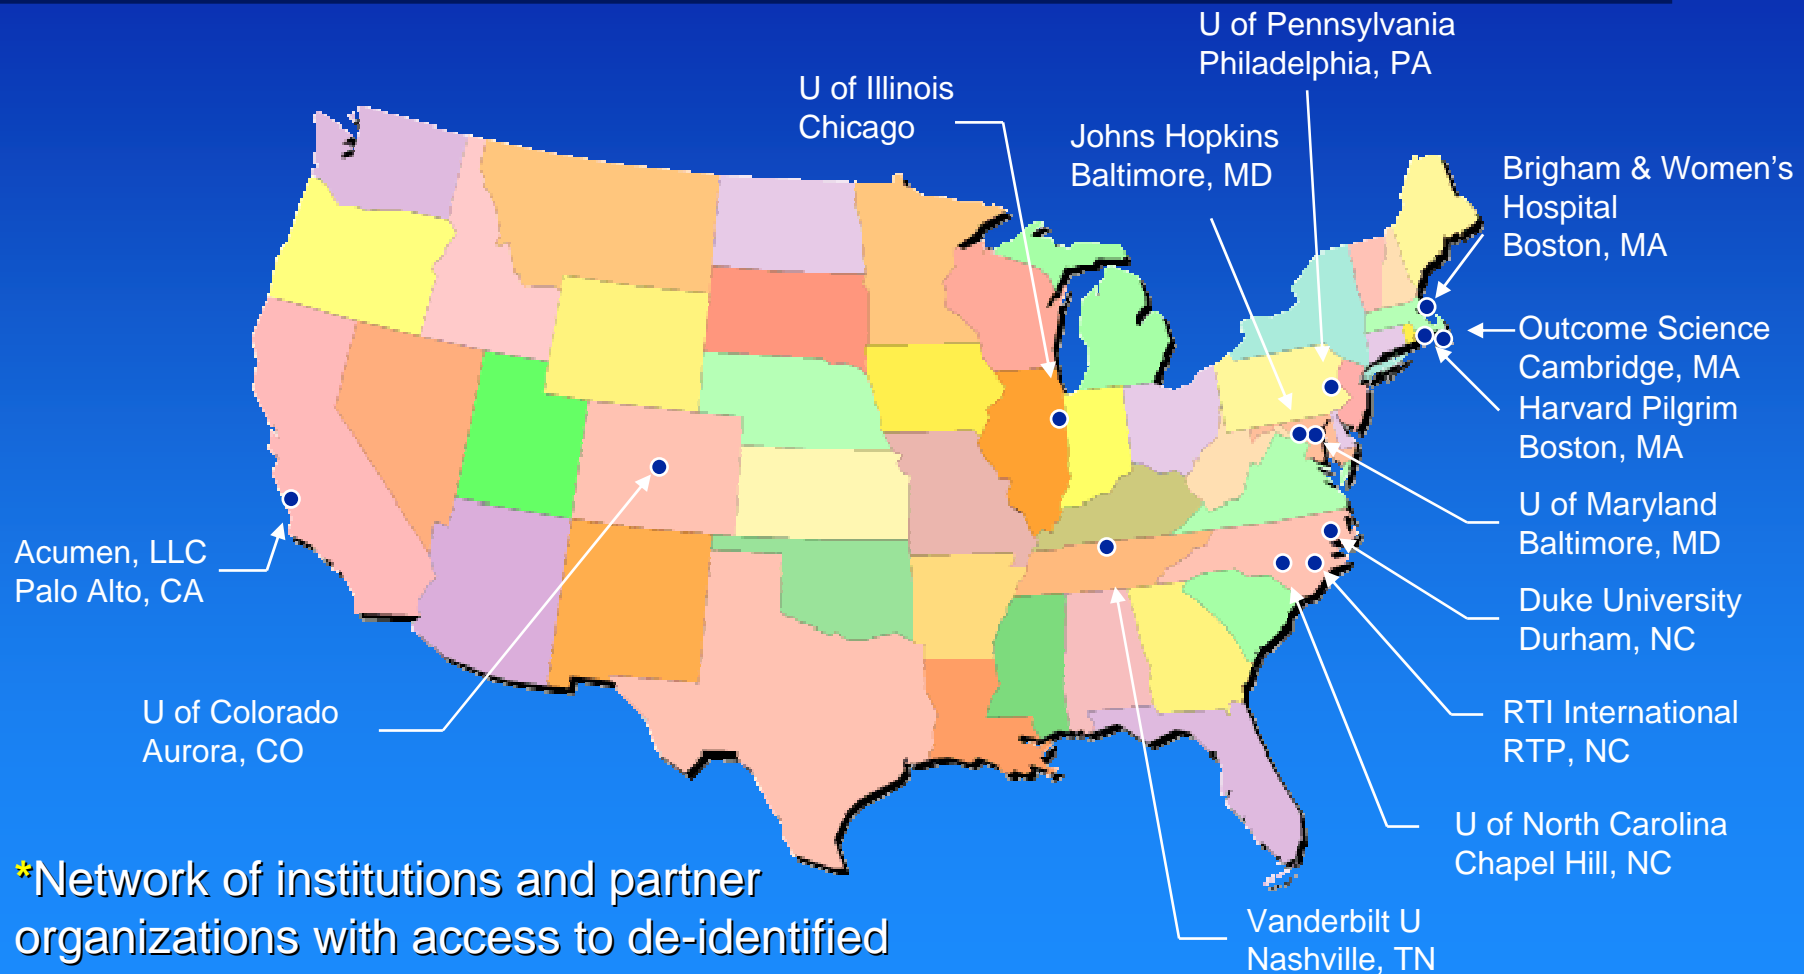 U of Pennsylvania
Philadelphia, PA
U of Illinois
Chicago
Johns Hopkins
Baltimore, MD
Brigham & Women’s
Hospital
Boston, MA
Outcome Science
Cambridge, MA
Harvard Pilgrim
Boston, MA
U of Maryland
Baltimore, MD
Acumen, LLC
Palo Alto, CA
Duke University
Durham, NC
U of Colorado
Aurora, CO
RTI International
RTP, NC
U of North Carolina
Chapel Hill, NC
*Network of institutions and partner
organizations with access to de-identified
Vanderbilt U
Nashville, TN